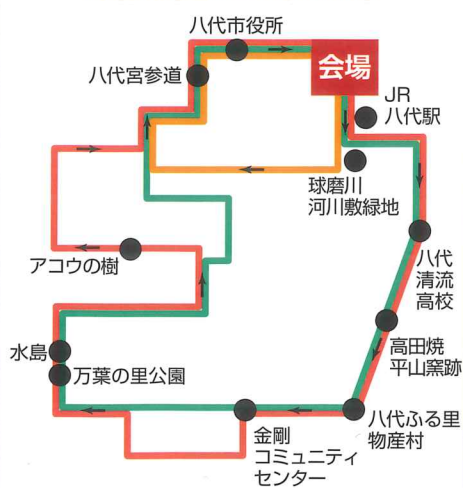 八代市役所
八代宮参道
会場
JR
八代駅
球磨川
河川敷緑地
八代
清流
高校
アコウの樹
高田焼
平山窯跡
水島
万葉の里公園
八代ふる里
物産村
金剛
コミュニティ
センター